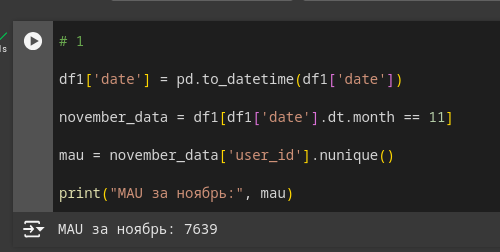 # 1
df1['date'] = pd.to_datetime(df1['date'])
november_data = df1[df1['date'].dt.month == 11]
mau = november_data['user_id'].nunique()
print("MAU за ноябрь:", mau)
MAU за ноябрь: 7639